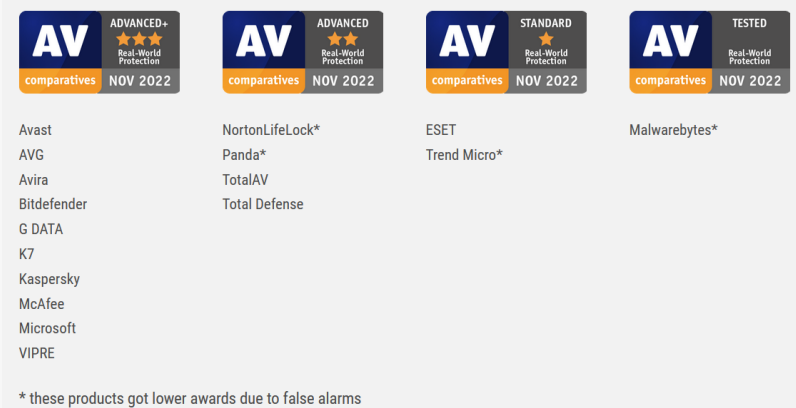 AV
comparatives
ADVANCED+
Real-World
Protection
NOV 2022
Avast
AVG
Avira
Bitdefender
G DATA
K7
Kaspersky
McAfee
Microsoft
VIPRE
AV
comparatives
ADVANCED
Real-World
Protection
NOV 2022
NortonLifeLock*
Panda*
TotalAV
Total Defense
AV
comparatives
STANDARD
Real-World
Protection
NOV 2022
ESET
Trend Micro*
AV
comparatives
TESTED
Real-World
Protection
NOV 2022
Malwarebytes*
* these products got lower awards due to false alarms